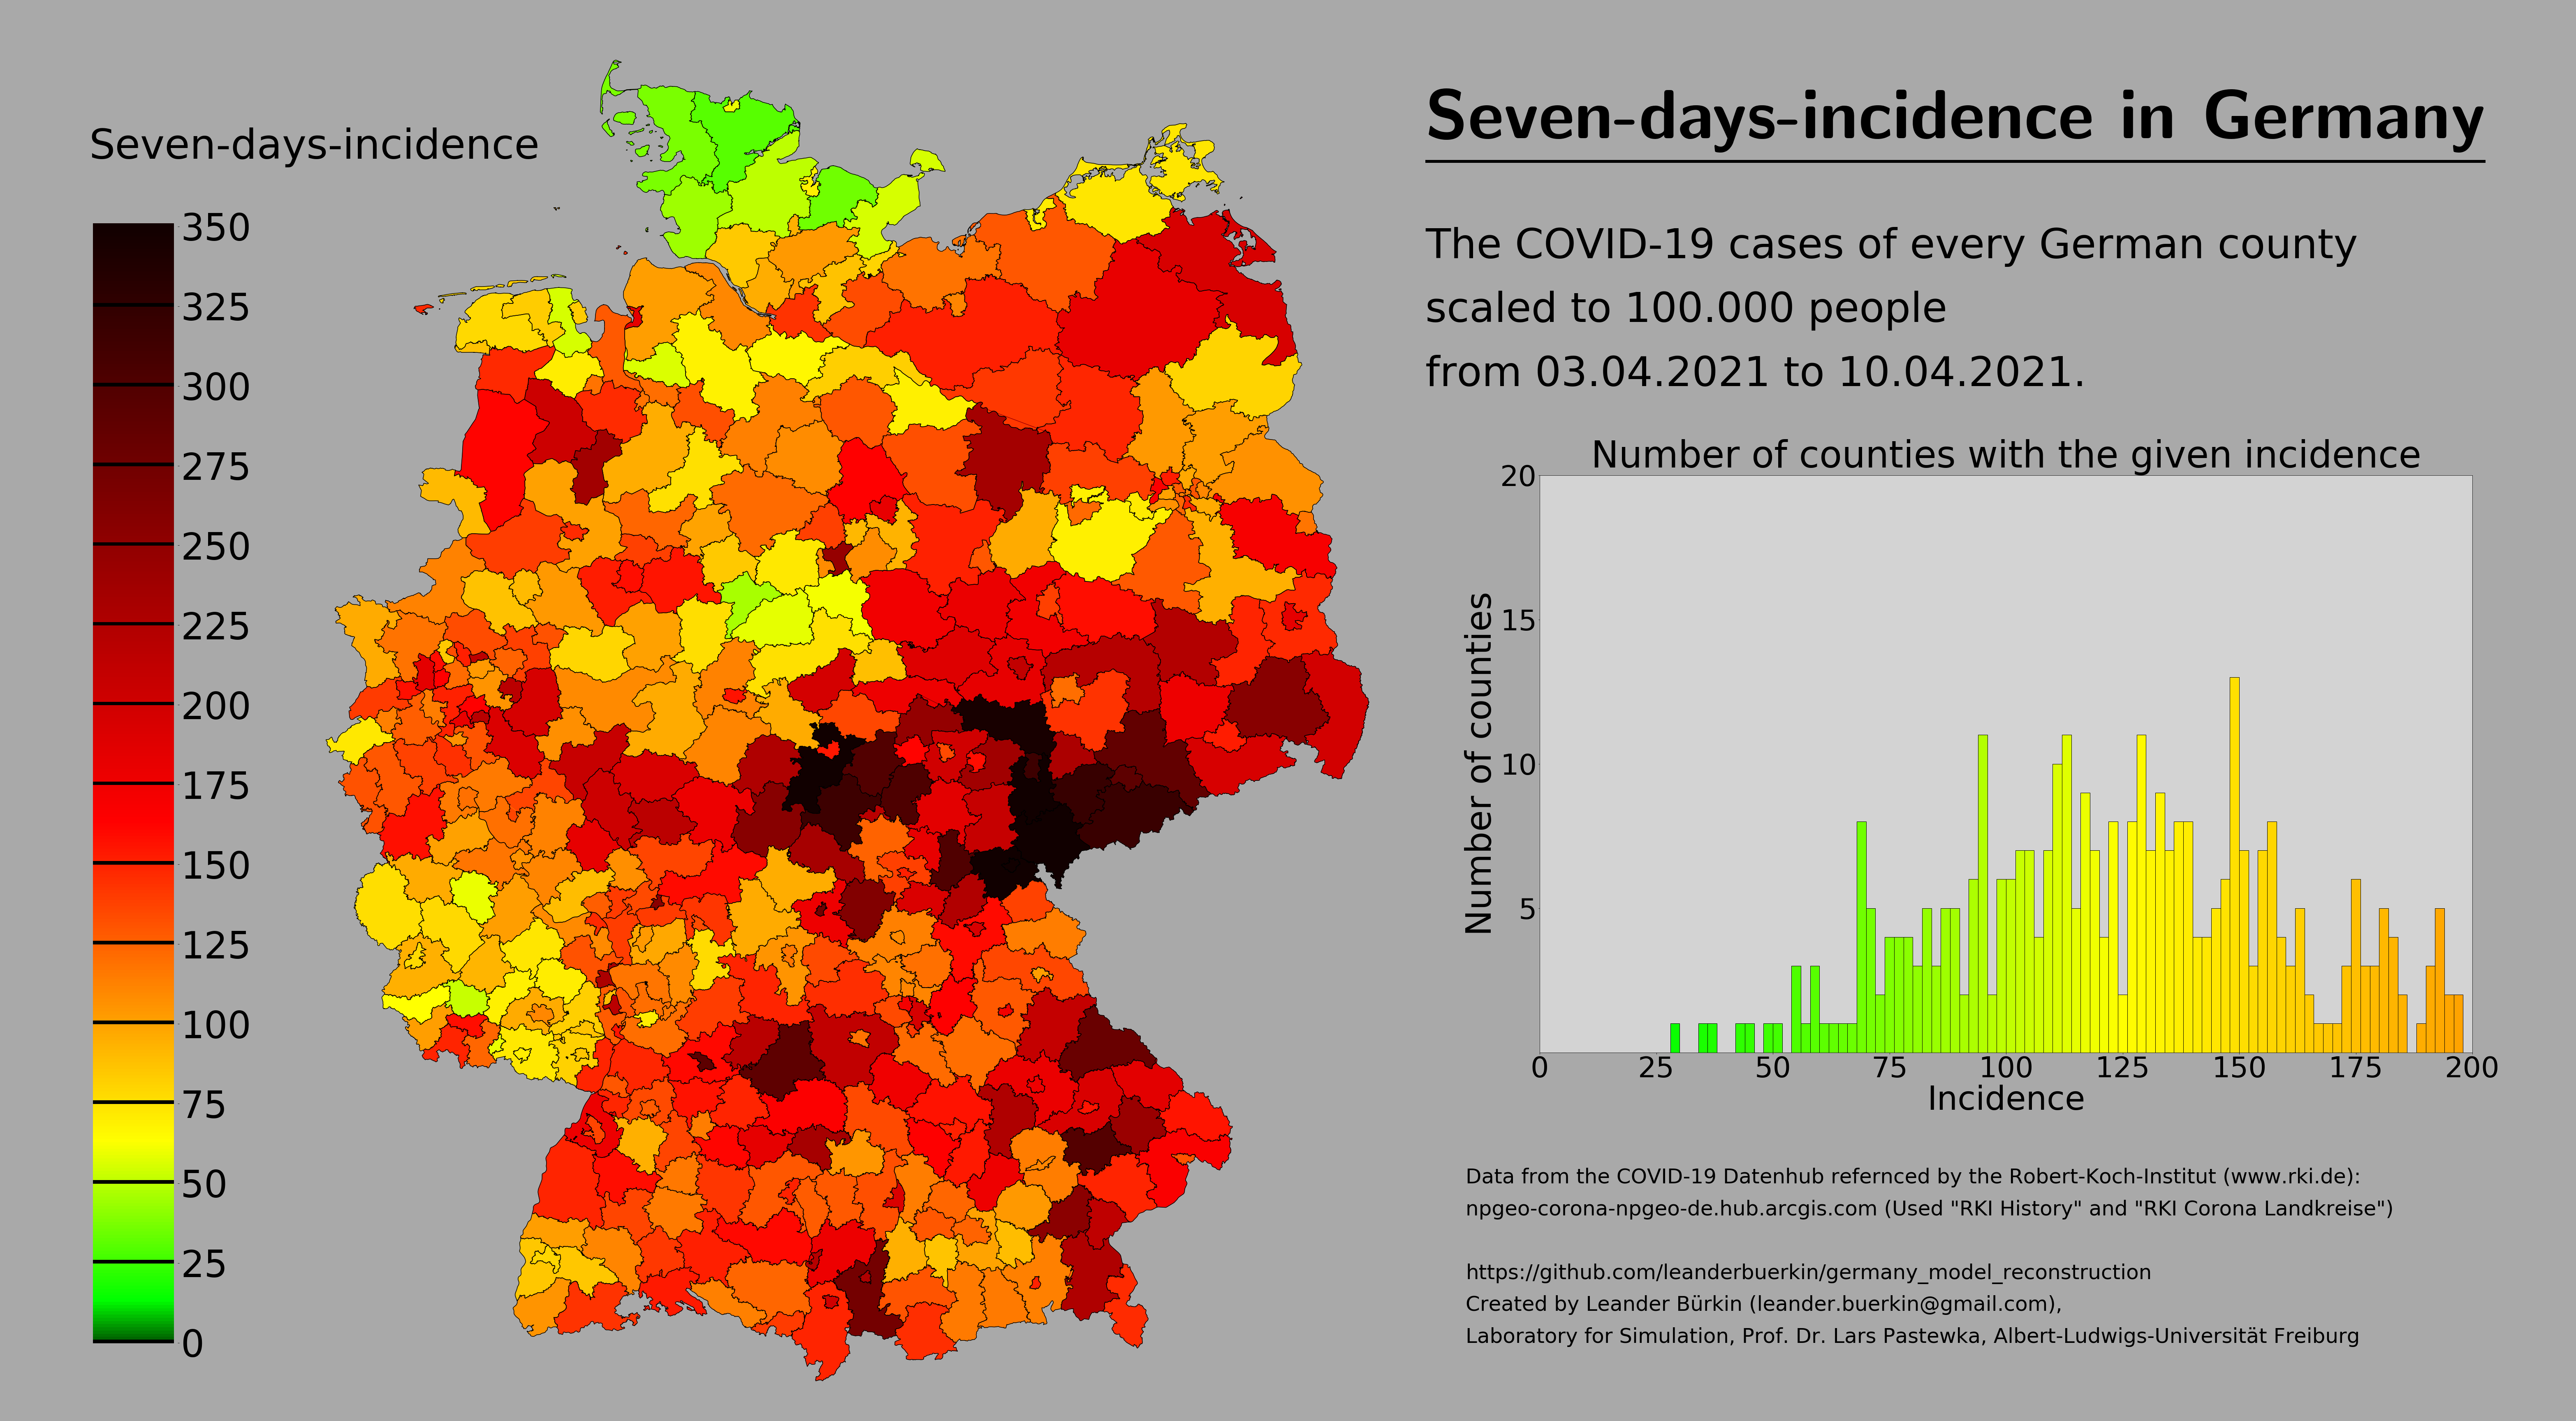 Seven-days-incidence
350
325
300
275
250
225
200
175
150
125
100
75
50
25
0
Seven-days-incidence in Germany
The COVID-19 cases of every German county
scaled to 100.000 people
from 03.04.2021 to 10.04.2021.
Number of counties with the given incidence
Number of counties
20
15
10
5
0 25 50 75 100 125 150 175 200
Incidence
Data from the COVID-19 Datenhub refernced by the Robert-Koch-Institut (www.rki.de):
npgeo-corona-npgeo-de.hub.arcgis.com (Used "RKI History" and "RKI Corona Landkreise")
https://github.com/leanderbuerkin/germany_model_reconstruction
Created by Leander Bürkin (leander.buerkin@gmail.com),
Laboratory for Simulation, Prof. Dr. Lars Pastewka, Albert-Ludwigs-Universität Freiburg